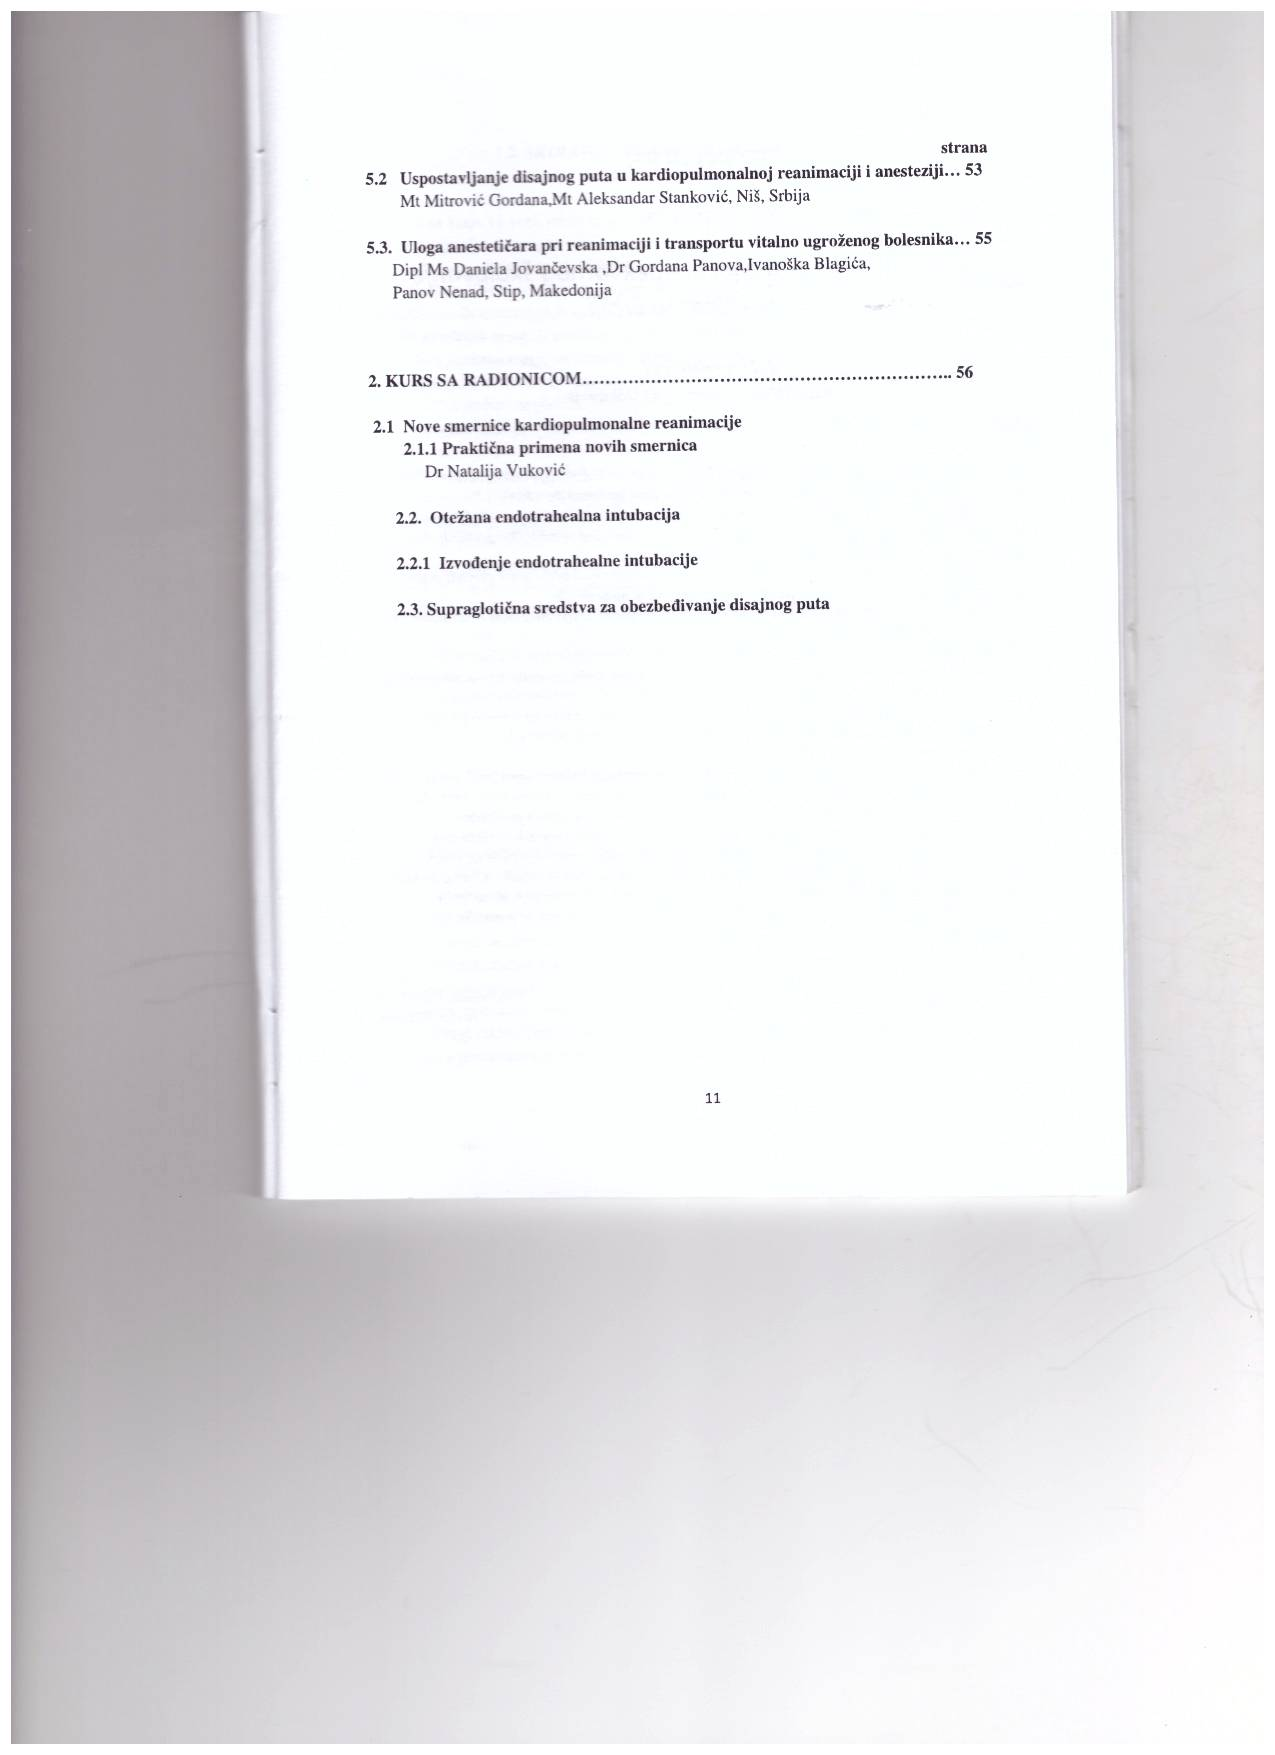 strana
5.2 Uspostavljanje disajnog puta u kardiopulmonalnoj reanimaciji i anesteziji... 53
Mt Mitrović Gordana,Mt Aleksandar Stanković, Niš, Srbija
5.3. Uloga anestetičara pri reanimaciji i transportu vitalno ugroženog bolesnika... 55
Dipl Ms Daniela Jovančevska ,Dr Gordana Panova,Ivanoška Blagića,
Panov Nenad, Stip, Makedonija
2. KURS SA RADIONICOM................................................................. 56
2.1 Nove smernice kardiopulmonalne reanimacije
2.1.1 Praktična primena novih smernica
Dr Natalija Vuković
2.2. Otežana endotrahealna intubacija
2.2.1 Izvođenje endotrahealne intubacije
2.3. Supraglotična sredstva za obezbeđivanje disajnog puta
11